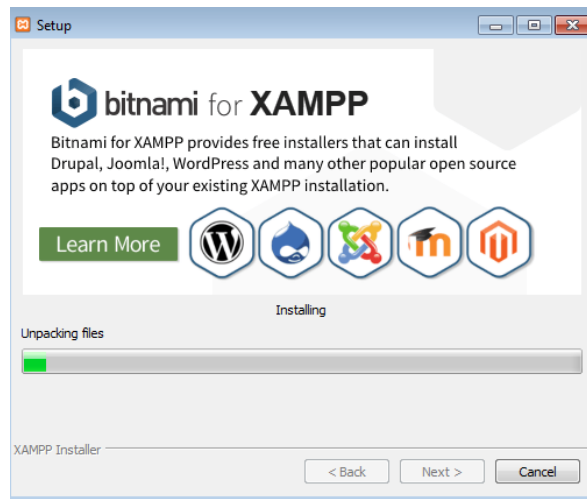 Setup
bitnami for XAMPP
Bitnami for XAMPP provides free installers that can install
Drupal, Joomla!, WordPress and many other popular open source
apps on top of your existing XAMPP installation.
Learn More
Installing
Unpacking files
XAMPP Installer
< Back Next > Cancel